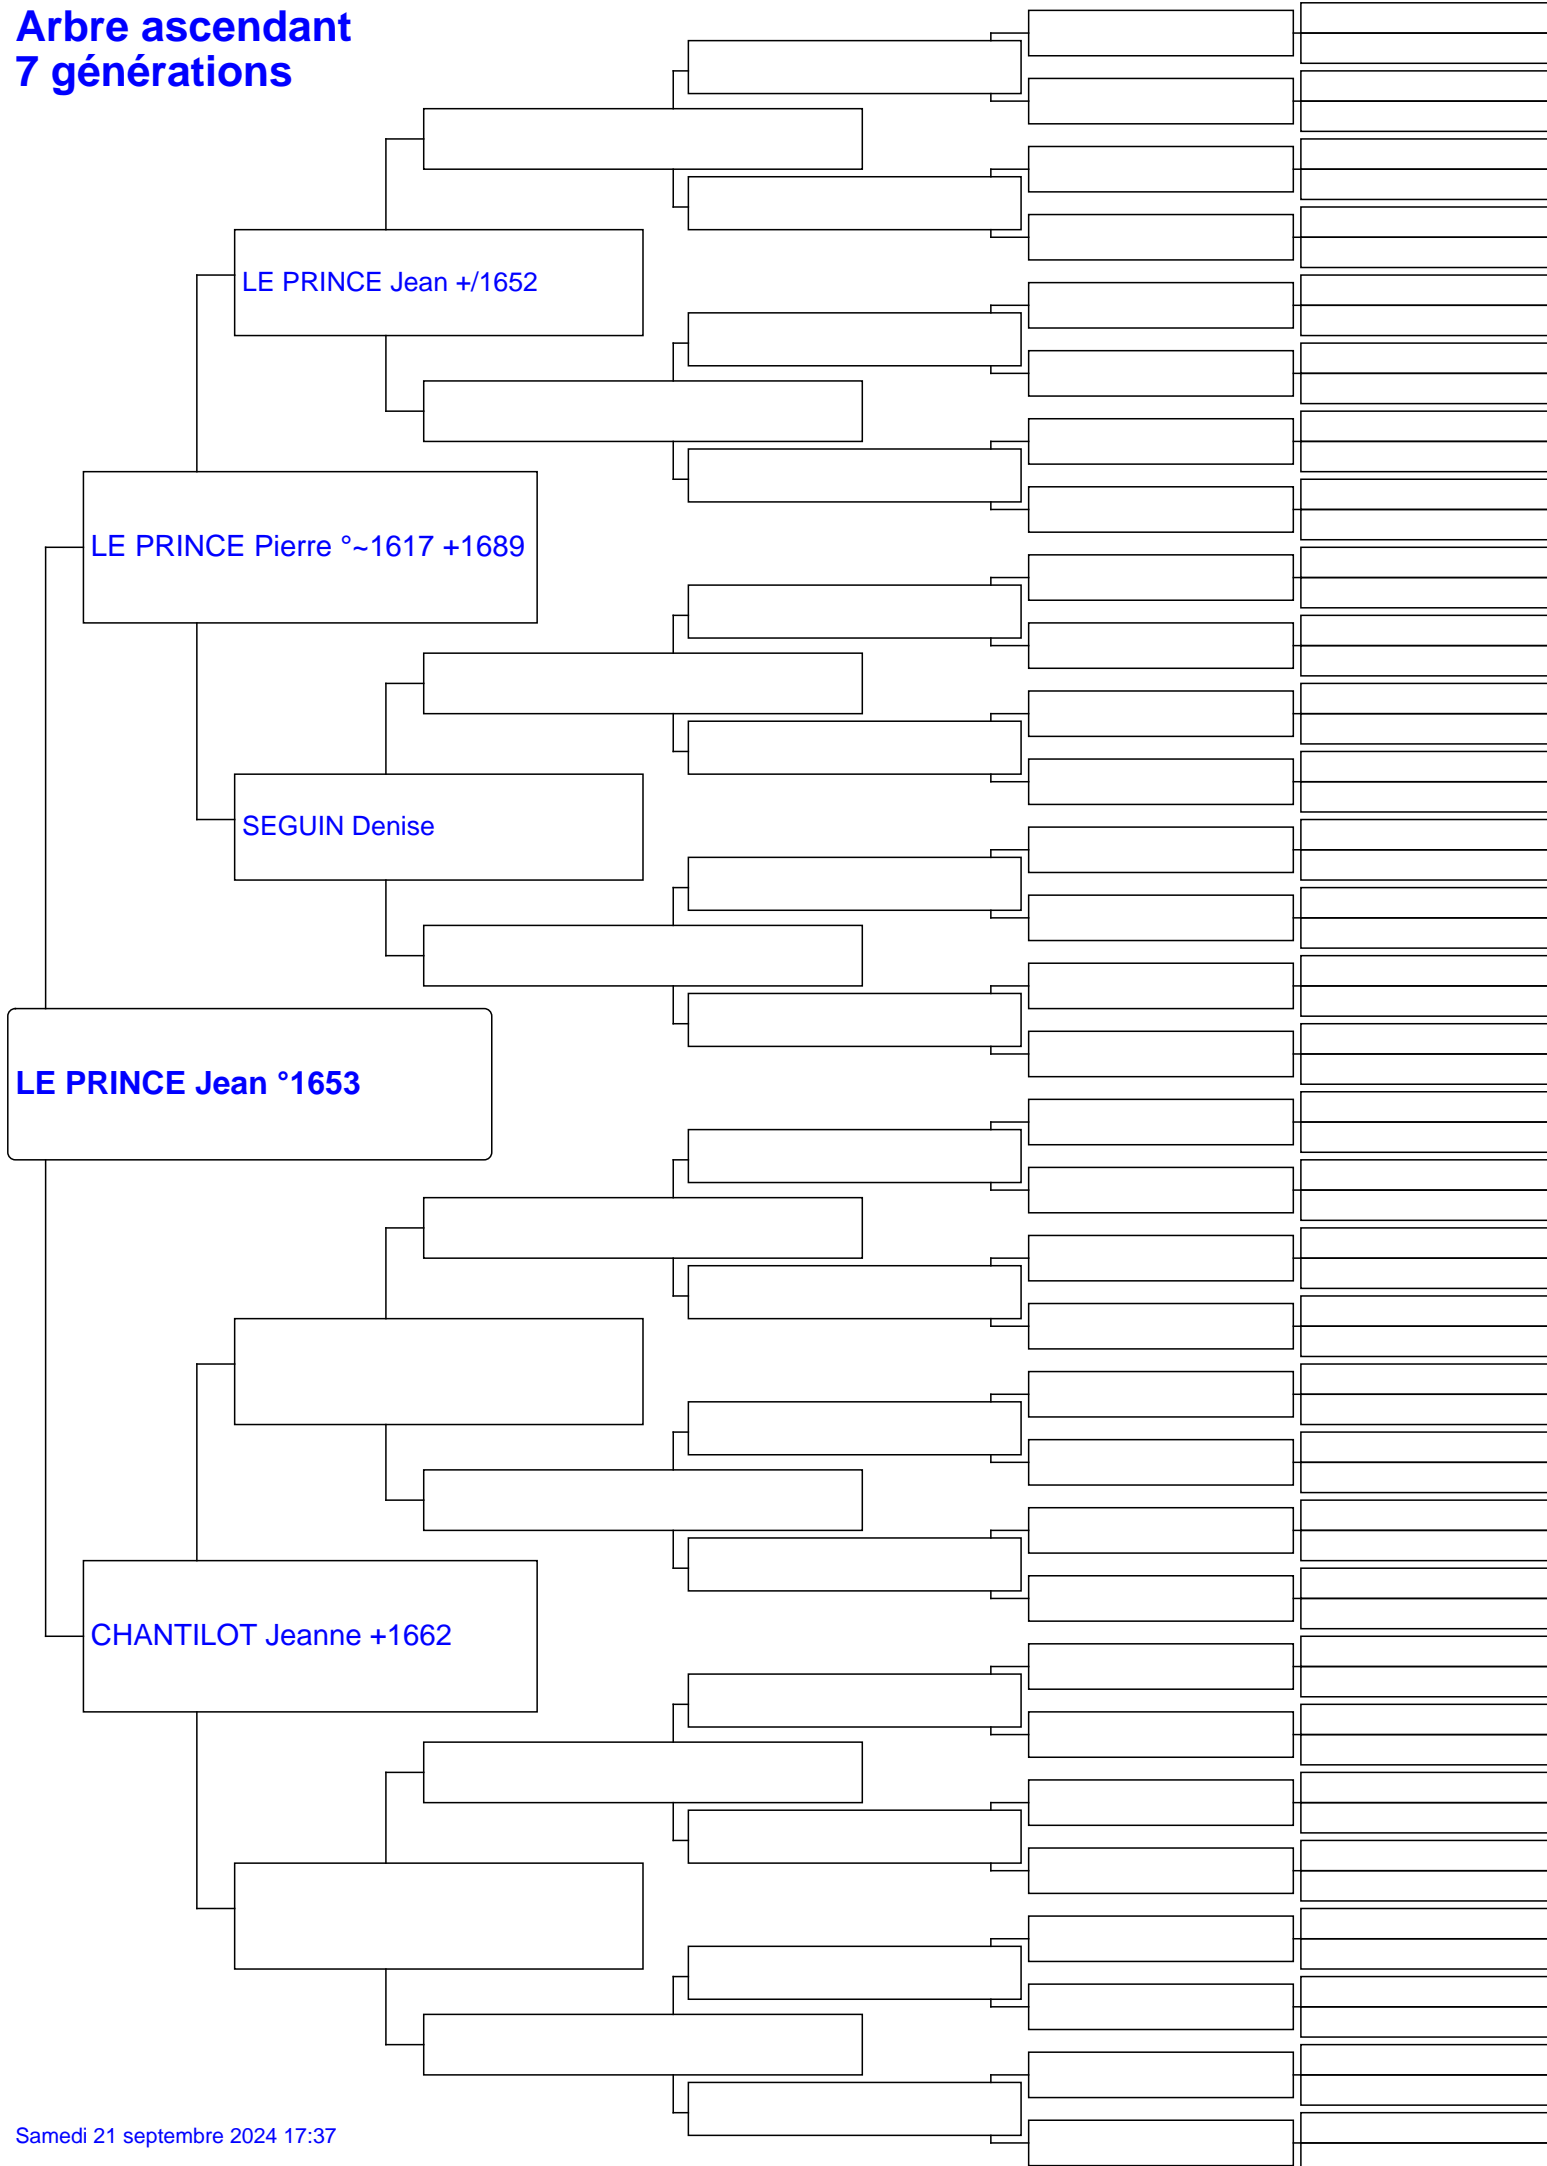 Arbre ascendant
7 générations
LE PRINCE Jean +/1652
LE PRINCE Pierre °~1617 +1689
SEGUIN Denise
LE PRINCE Jean °1653
CHANTILOT Jeanne +1662
Samedi 21 septembre 2024 17:37